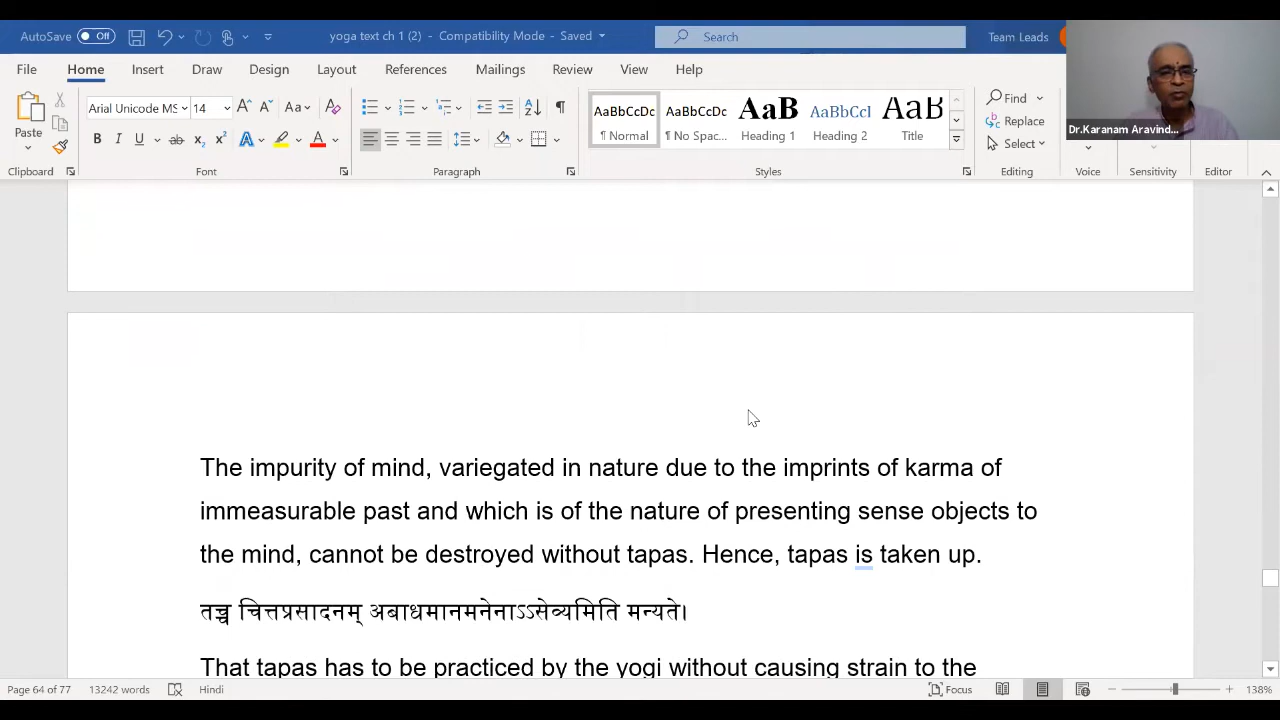 AutoSave Off yoga text ch 1 (2) - Compatibility Mode - Saved Search Team Leads
File Home Insert Draw Design Layout References Mailings Review View Help
Dr.Karanam Aravind...
Paste Arial Unicode MS 14 Aa AaBbCcDc AaBbCcDc AaB AaBbCcI AaB Find
B I U ab x₂ x² A A ¶ Normal ¶ No Spac... Heading 1 Heading 2 Title Replace
Select
Clipboard Font Paragraph Styles Editing Voice Sensitivity Editor
The impurity of mind, variegated in nature due to the imprints of karma of
immeasurable past and which is of the nature of presenting sense objects to
the mind, cannot be destroyed without tapas. Hence, tapas is taken up.
तच्च चित्तप्रसादनम् अबाधमानमनेनाऽऽसेव्यमिति मन्यते।
That tapas has to be practiced by the yogi without causing strain to the
Page 64 of 77 13242 words Hindi Focus 138%